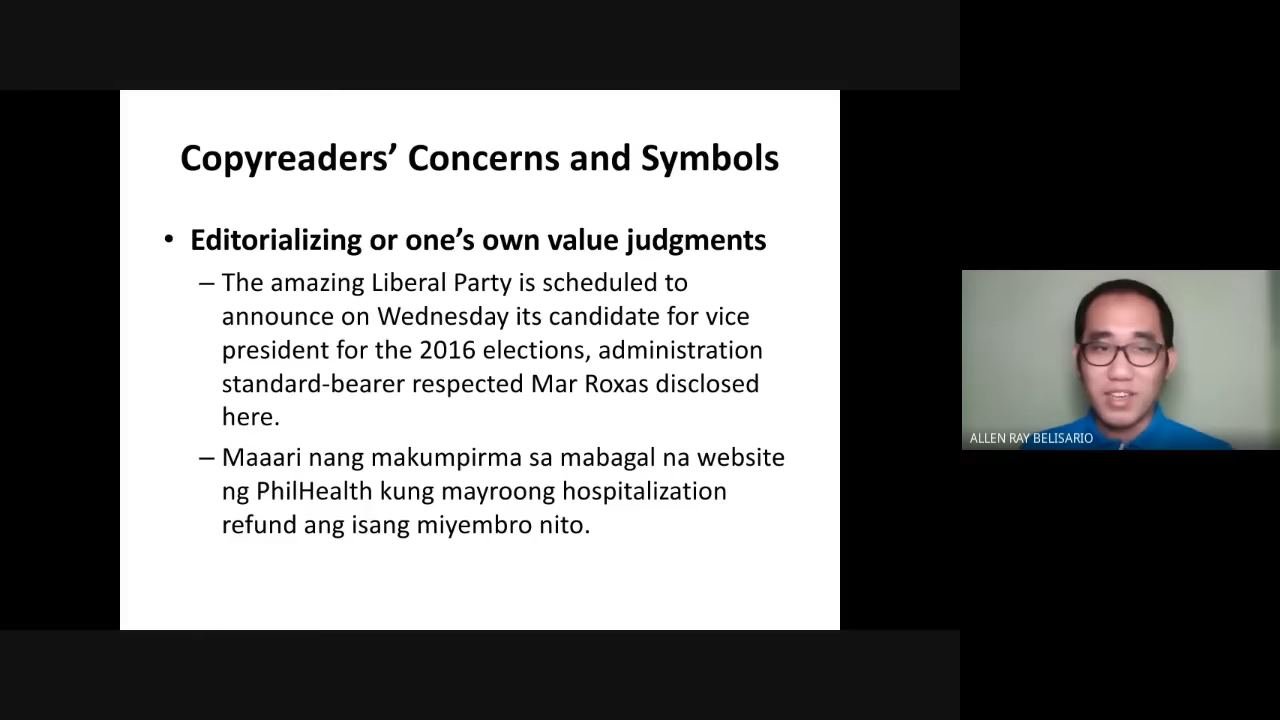 Copyreaders’ Concerns and Symbols
• Editorializing or one’s own value judgments
– The amazing Liberal Party is scheduled to
announce on Wednesday its candidate for vice
president for the 2016 elections, administration
standard-bearer respected Mar Roxas disclosed
here.
– Maaari nang makumpirma sa mabagal na website
ng PhilHealth kung mayroong hospitalization
refund ang isang miyembro nito.
ALLEN RAY BELISARIO